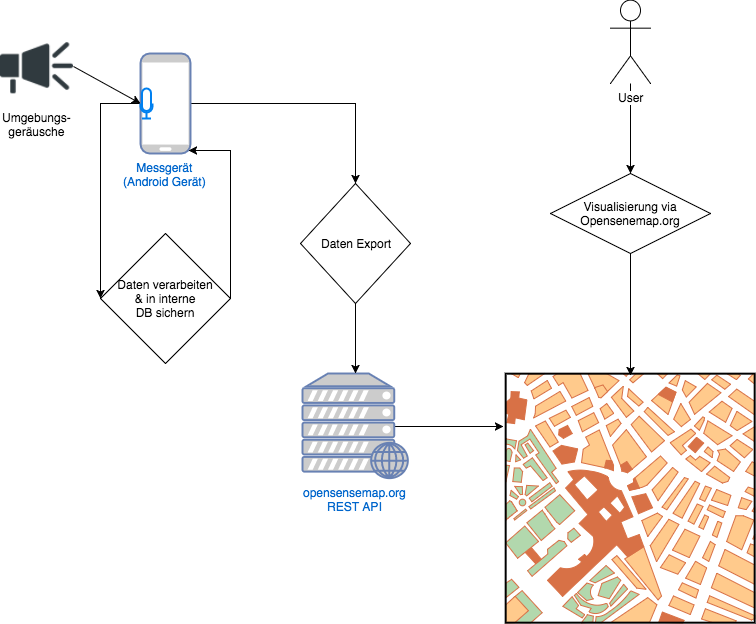 Umgebungs-
geräusche
Messgerät
(Android Gerät)
Daten verarbeiten
& in interne
DB sichern
Daten Export
opensensemap.org
REST API
User
Visualisierung via
Opensenemap.org